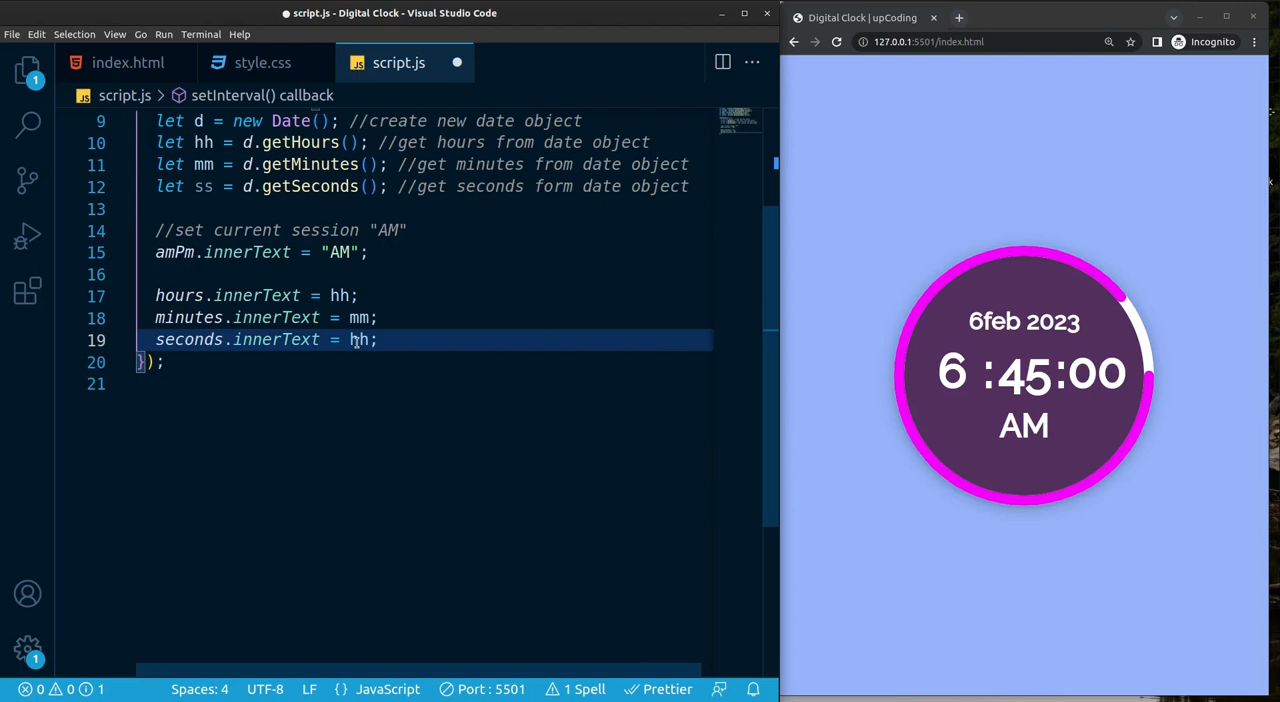 script.js - Digital Clock - Visual Studio Code
File Edit Selection View Go Run Terminal Help
index.html style.css script.js
script.js > setInterval() callback
9 let d = new Date(); //create new date object
10 let hh = d.getHours(); //get hours from date object
11 let mm = d.getMinutes(); //get minutes from date object
12 let ss = d.getSeconds(); //get seconds form date object
13
14 //set current session "AM"
15 amPm.innerText = "AM";
16
17 hours.innerText = hh;
18 minutes.innerText = mm;
19 seconds.innerText = hh;
20 });
21
1
1
0 0 1 Spaces: 4 UTF-8 LF {} JavaScript Port : 5501 1 Spell Prettier
Digital Clock | upCoding
127.0.0.1:5501/index.html Incognito
6feb 2023
6 :45:00
AM